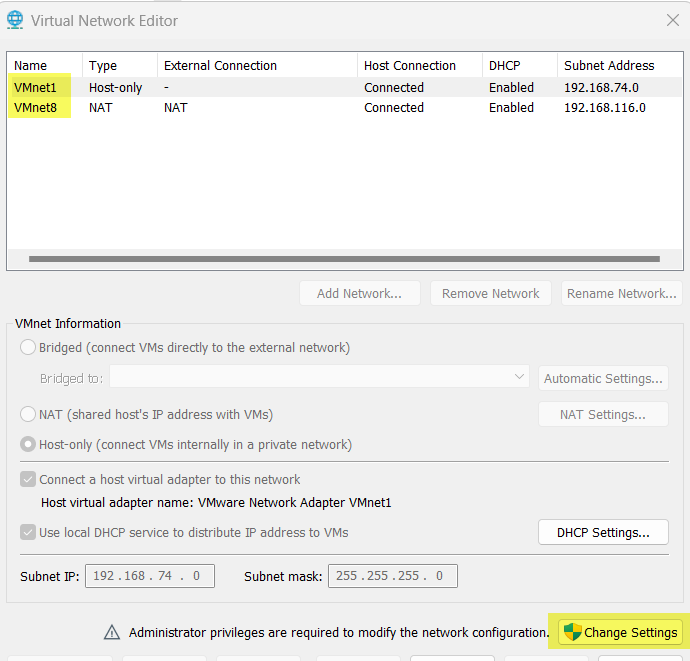 Virtual Network Editor
Name Type External Connection Host Connection DHCP Subnet Address
VMnet1 Host-only - Connected Enabled 192.168.74.0
VMnet8 NAT NAT Connected Enabled 192.168.116.0
Add Network... Remove Network Rename Network...
VMnet Information
Bridged (connect VMs directly to the external network)
Bridged to: Automatic Settings...
NAT (shared host's IP address with VMs) NAT Settings...
Host-only (connect VMs internally in a private network)
Connect a host virtual adapter to this network
Host virtual adapter name: VMware Network Adapter VMnet1
Use local DHCP service to distribute IP address to VMs DHCP Settings...
Subnet IP: 192 . 168 . 74 . 0 Subnet mask: 255 . 255 . 255 . 0
Administrator privileges are required to modify the network configuration. Change Settings